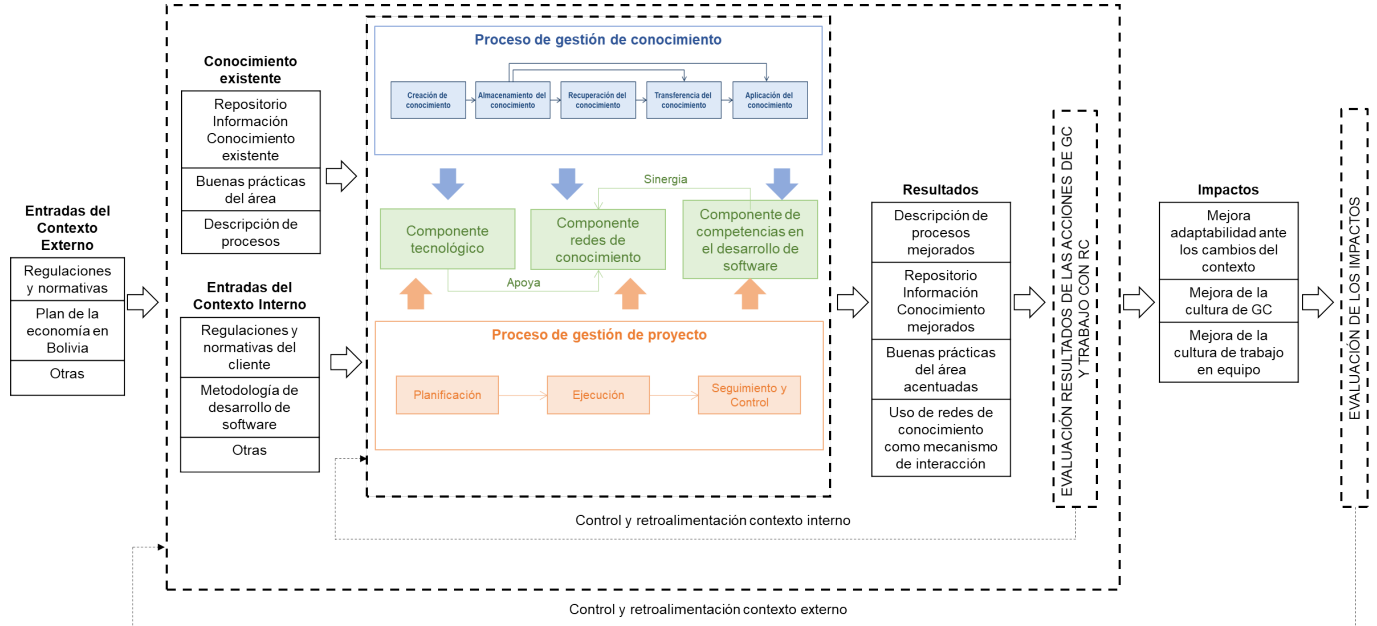 Entradas del
Contexto
Externo
Regulaciones
y normativas
Plan de la
economía en
Bolivia
Otras
Conocimiento
existente
Repositorio
Información
Conocimiento
existente
Buenas prácticas
del área
Descripción de
procesos
Entradas del
Contexto Interno
Regulaciones y
normativas del
cliente
Metodología de
desarrollo de
software
Otras
Proceso de gestión de conocimiento
Creación de
conocimiento
Almacenamiento del
conocimiento
Recuperación del
conocimiento
Transferencia del
conocimiento
Aplicación del
conocimiento
Sinergia
Componente
tecnológico
Componente
redes de
conocimiento
Componente de
competencias en
el desarrollo de
software
Apoya
Proceso de gestión de proyecto
Planificación
Ejecución
Seguimiento y
Control
Resultados
Descripción de
procesos
mejorados
Repositorio
Información
Conocimiento
mejorados
Buenas prácticas
del área
acentuadas
Uso de redes de
conocimiento
como mecanismo
de interacción
EVALUACIÓN RESULTADOS DE LAS ACCIONES DE GC
Y TRABAJO CON RC
Impactos
Mejora
adaptabilidad ante
los cambios del
contexto
Mejora de la
cultura de GC
Mejora de la
cultura de trabajo
en equipo
EVALUACIÓN DE LOS IMPACTOS
Control y retroalimentación contexto interno
Control y retroalimentación contexto externo